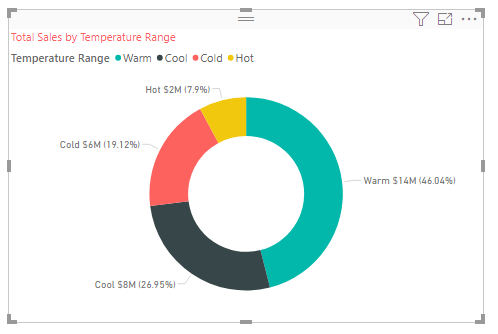 Total Sales by Temperature Range
Temperature Range Warm Cool Cold Hot
Hot $2M (7.9%)
Cold $6M (19.12%)
Warm $14M (46.04%)
Cool $8M (26.95%)